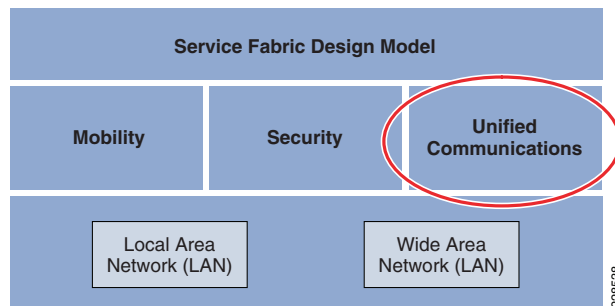 Service Fabric Design Model
Mobility
Security
Unified
Communications
Local Area
Network (LAN)
Wide Area
Network (LAN)